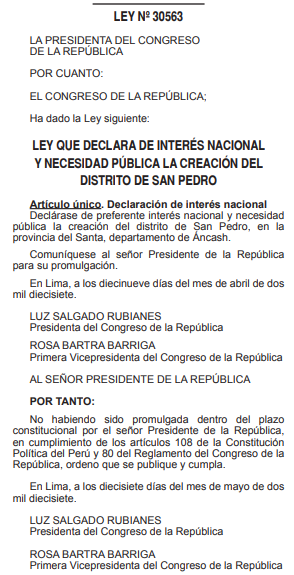 LEY Nº 30563
LA PRESIDENTA DEL CONGRESO
DE LA REPÚBLICA
POR CUANTO:
EL CONGRESO DE LA REPÚBLICA;
Ha dado la Ley siguiente:
LEY QUE DECLARA DE INTERÉS NACIONAL
Y NECESIDAD PÚBLICA LA CREACIÓN DEL
DISTRITO DE SAN PEDRO
Artículo único. Declaración de interés nacional
Declárase de preferente interés nacional y necesidad
pública la creación del distrito de San Pedro, en la
provincia del Santa, departamento de Áncash.
Comuníquese al señor Presidente de la República
para su promulgación.
En Lima, a los diecinueve días del mes de abril de dos
mil diecisiete.
LUZ SALGADO RUBIANES
Presidenta del Congreso de la República
ROSA BARTRA BARRIGA
Primera Vicepresidenta del Congreso de la República
AL SEÑOR PRESIDENTE DE LA REPÚBLICA
POR TANTO:
No habiendo sido promulgada dentro del plazo
constitucional por el señor Presidente de la República,
en cumplimiento de los artículos 108 de la Constitución
Política del Perú y 80 del Reglamento del Congreso de la
República, ordeno que se publique y cumpla.
En Lima, a los diecisiete días del mes de mayo de dos
mil diecisiete.
LUZ SALGADO RUBIANES
Presidenta del Congreso de la República
ROSA BARTRA BARRIGA
Primera Vicepresidenta del Congreso de la República